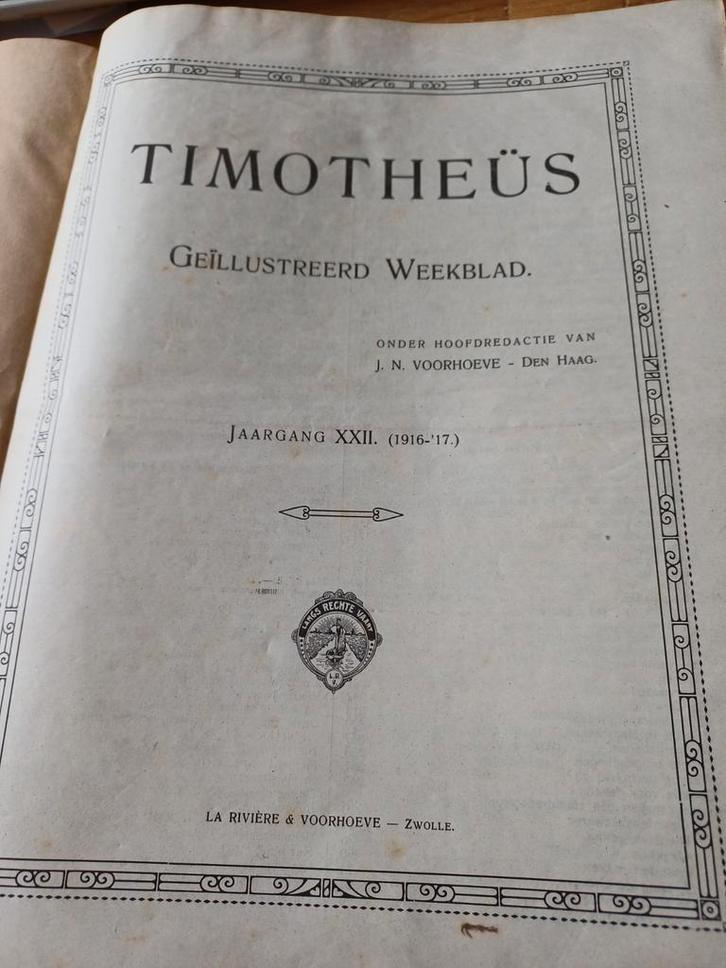 TIMOTHEÜS
GEÏLLUSTREERD WEEKBLAD.
ONDER HOOFDREDACTIE VAN
J. N. VOORHOEVE - DEN HAAG.
JAARGANG XXII. (1916-'17.)
LANGS RECHTE VAART
LA RIVIÈRE & VOORHOEVE — ZWOLLE.